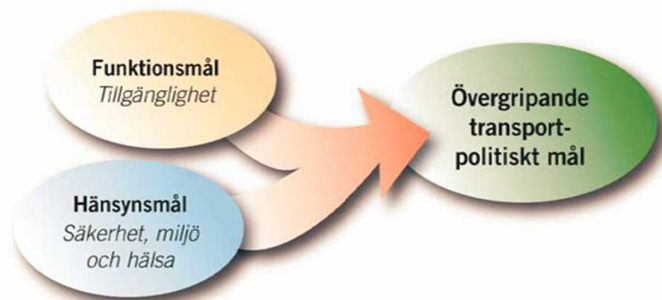 Funktionsmål
Tillgänglighet
Hänsynsmål
Säkerhet, miljö
och hälsa
Övergripande
transport-
politiskt mål